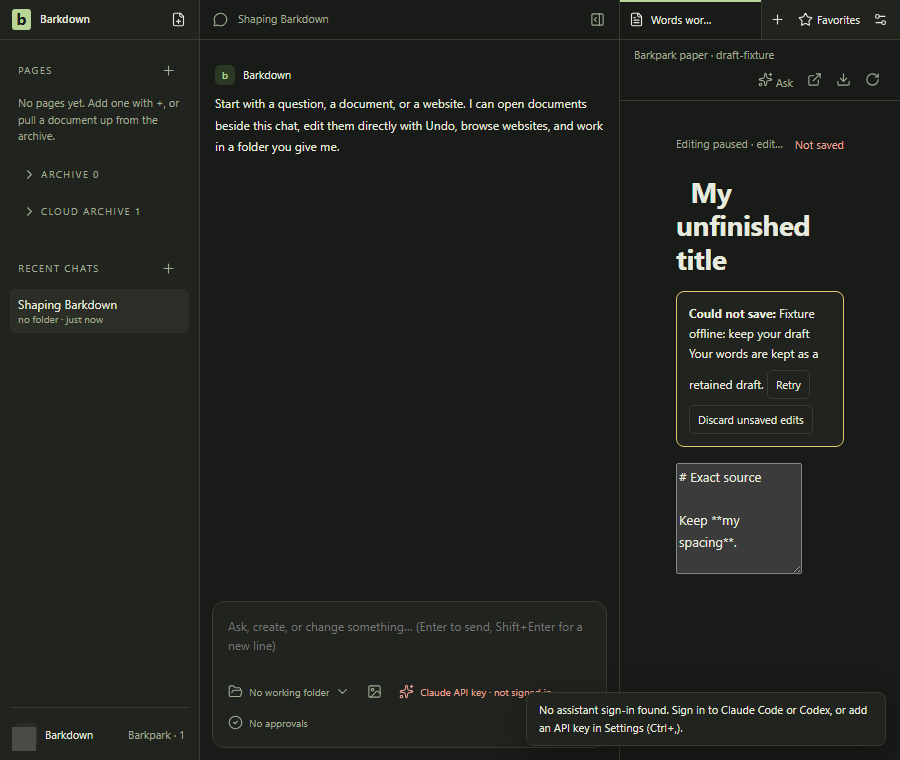 b Barkdown
PAGES
No pages yet. Add one with +, or
pull a document up from the
archive.
ARCHIVE 0
CLOUD ARCHIVE 1
RECENT CHATS
Shaping Barkdown
no folder · just now
Barkdown Barkpark · 1
Shaping Barkdown
b Barkdown
Start with a question, a document, or a website. I can open documents
beside this chat, edit them directly with Undo, browse websites, and work
in a folder you give me.
Ask, create, or change something... (Enter to send, Shift+Enter for a
new line)
No working folder
Claude API key · not signed in
No approvals
Words wor...
Favorites
Barkpark paper · draft-fixture
Ask
Editing paused · edit... Not saved
My
unfinished
title
Could not save: Fixture
offline: keep your draft
Your words are kept as a
retained draft. Retry
Discard unsaved edits
# Exact source
Keep **my
spacing**.
No assistant sign-in found. Sign in to Claude Code or Codex, or add
an API key in Settings (Ctrl+,).